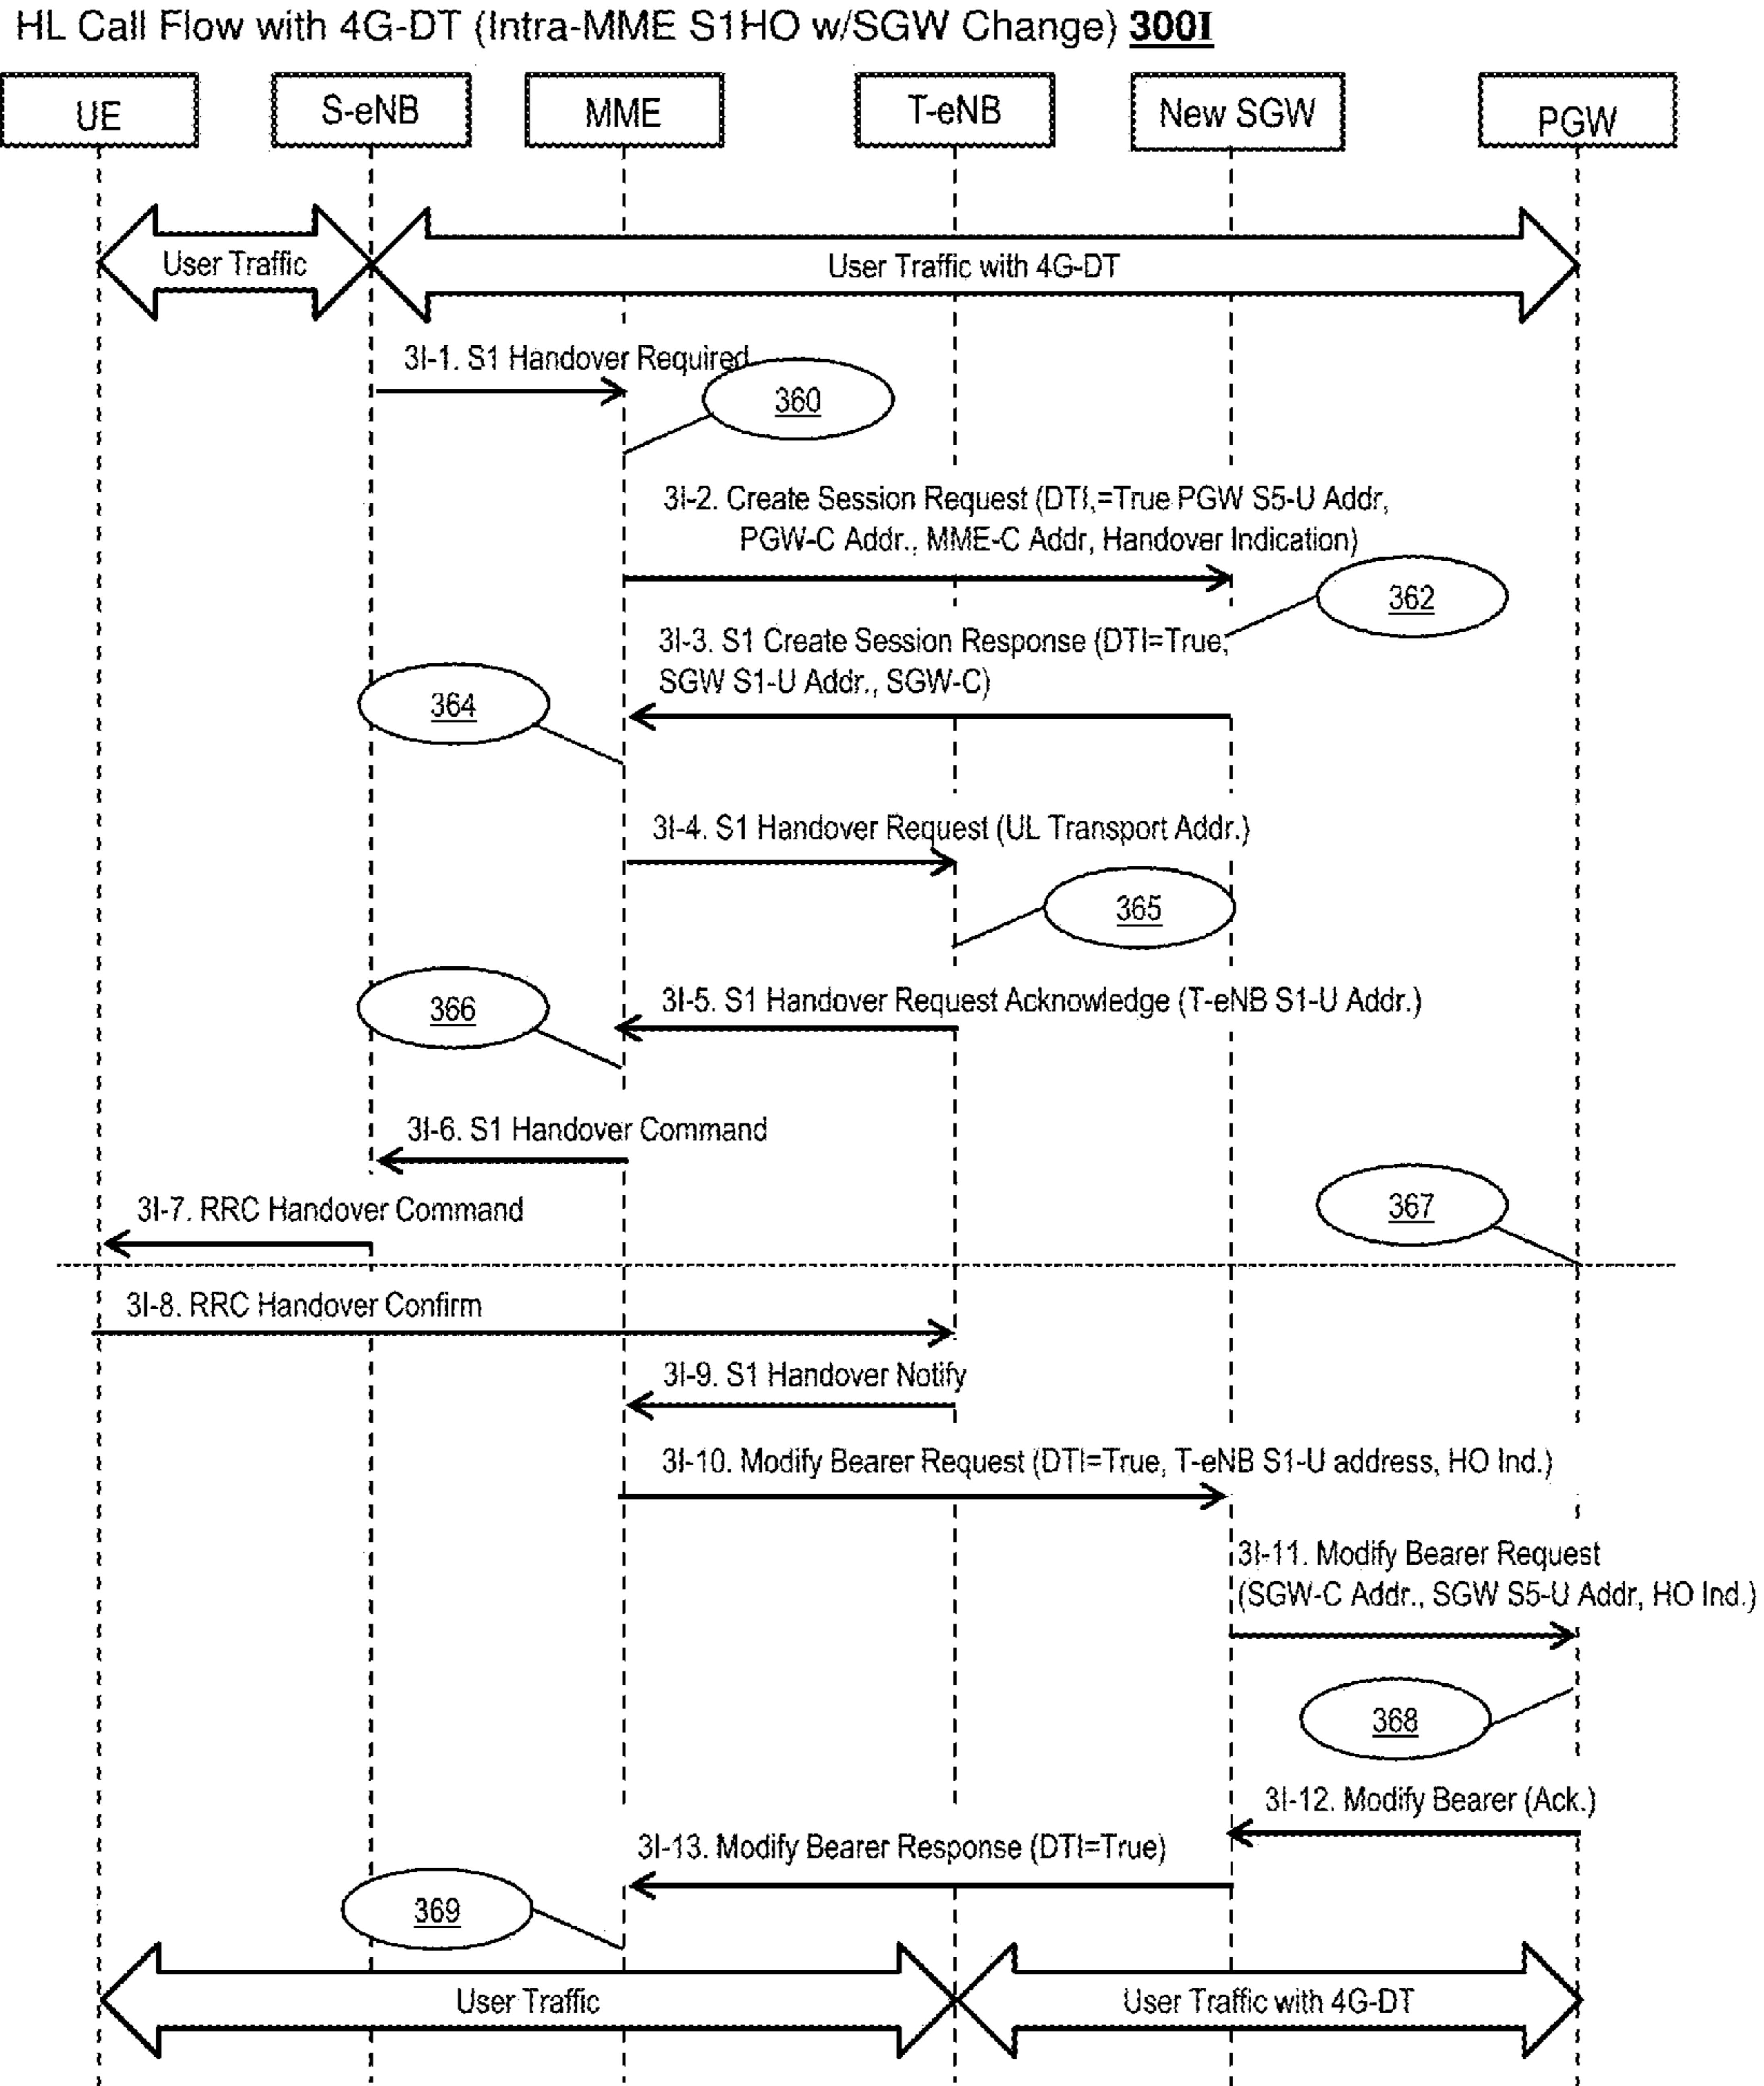 HL Call Flow with 4G-DT (Intra-MME S1HO w/SGW Change) 300I
UE
S-eNB
MME
T-eNB
New SGW
PGW
User Traffic
User Traffic with 4G-DT
3I-1. S1 Handover Required
360
3I-2. Create Session Request (DTI,=True PGW S5-U Addr,
PGW-C Addr., MME-C Addr, Handover Indication)
362
3I-3. S1 Create Session Response (DTI=True,
SGW S1-U Addr., SGW-C)
364
3I-4. S1 Handover Request (UL Transport Addr.)
365
3I-5. S1 Handover Request Acknowledge (T-eNB S1-U Addr.)
366
3I-6. S1 Handover Command
3I-7. RRC Handover Command
367
3I-8. RRC Handover Confirm
3I-9. S1 Handover Notify
3I-10. Modify Bearer Request (DTI=True, T-eNB S1-U address, HO Ind.)
3I-11. Modify Bearer Request
(SGW-C Addr., SGW S5-U Addr, HO Ind.)
368
3I-12. Modify Bearer (Ack.)
3I-13. Modify Bearer Response (DTI=True)
369
User Traffic
User Traffic with 4G-DT